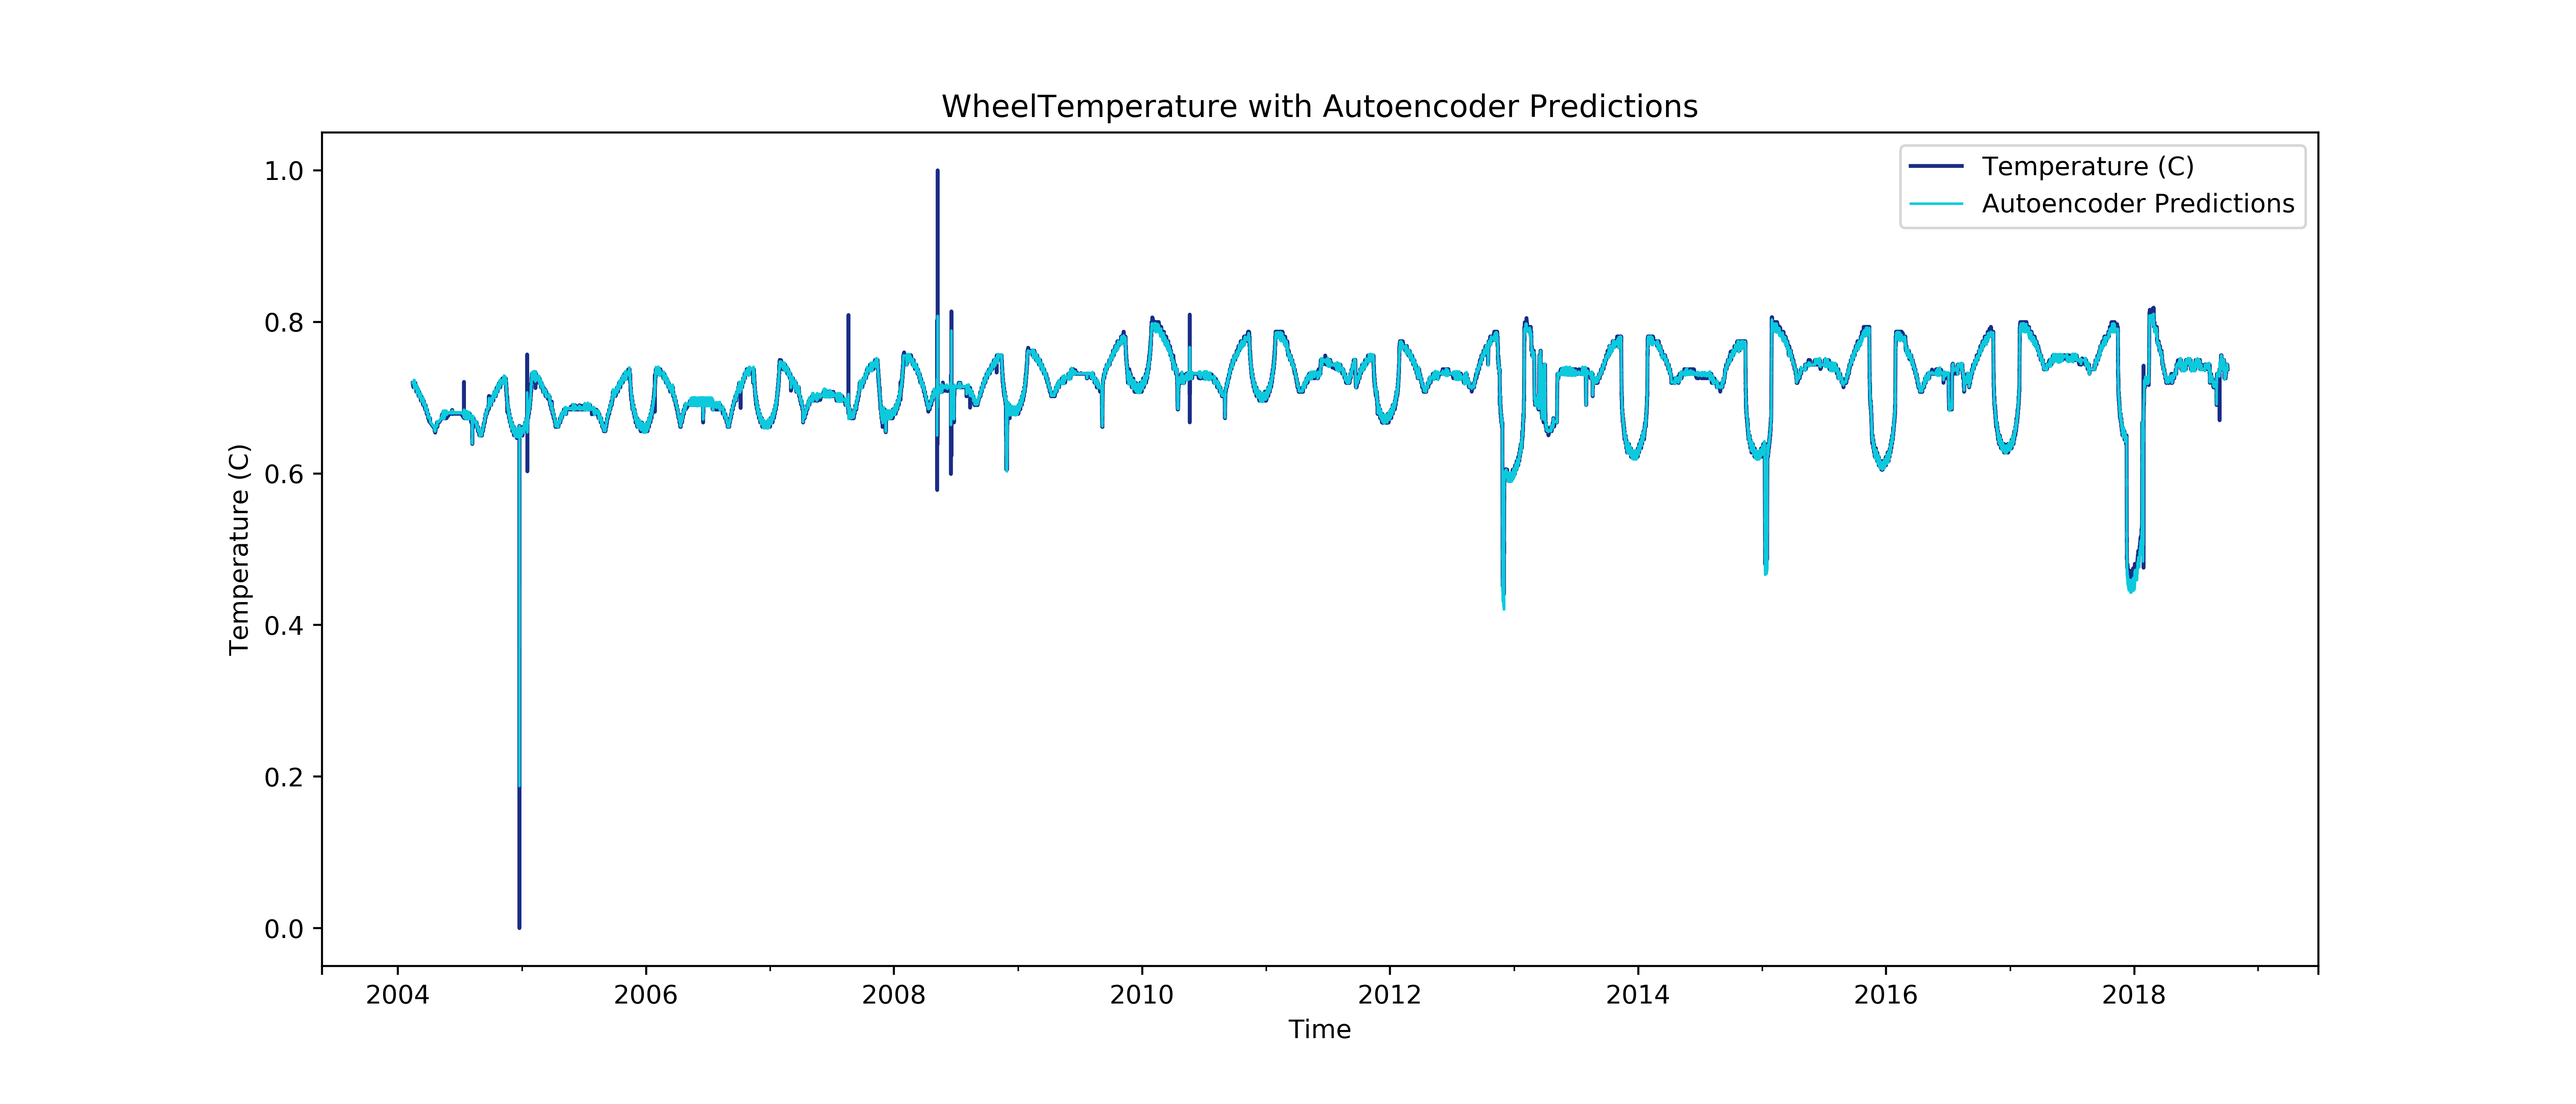 WheelTemperature with Autoencoder Predictions
Temperature (C)
Autoencoder Predictions
1.0
0.8
0.6
0.4
0.2
0.0
Temperature (C)
2004 2006 2008 2010 2012 2014 2016 2018
Time